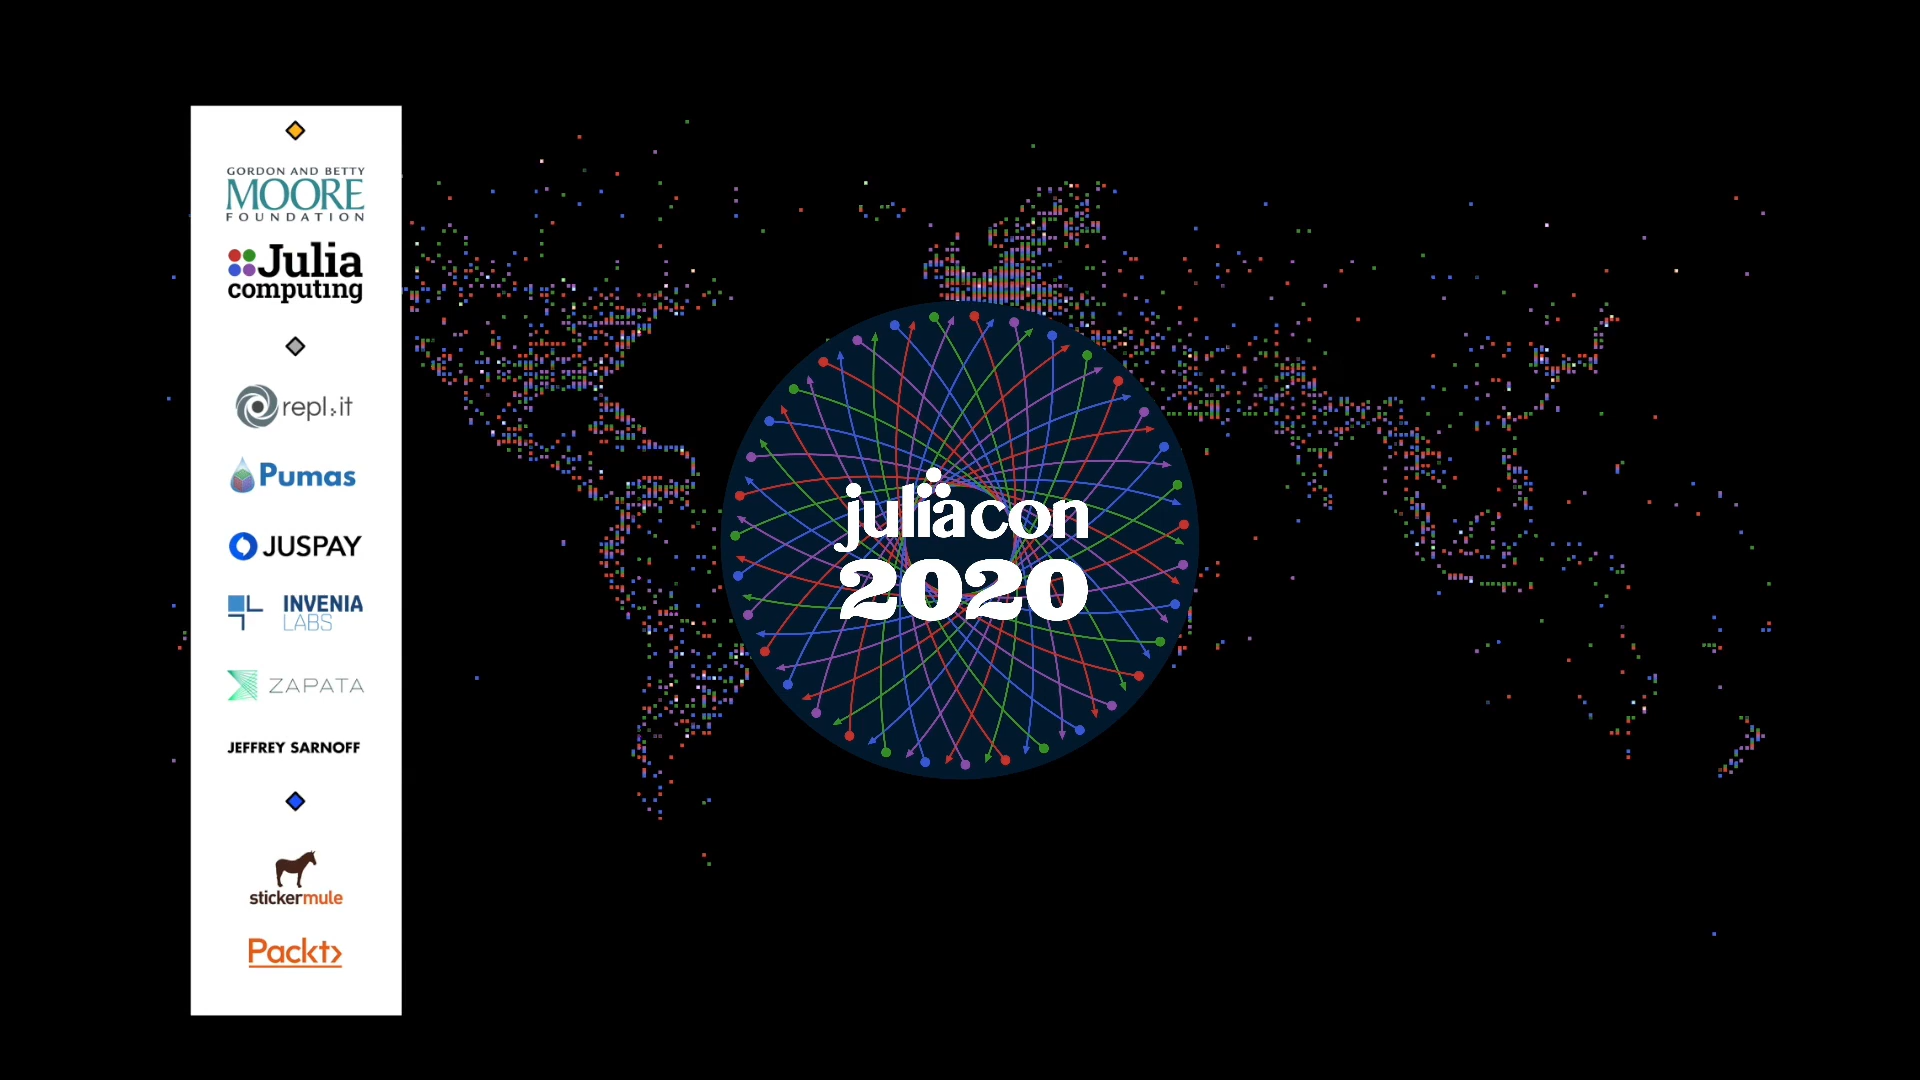 GORDON AND BETTY
MOORE
FOUNDATION
Julia
computing
repl.it
Pumas
JUSPAY
INVENIA
LABS
ZAPATA
JEFFREY SARNOFF
stickermule
Packt
juliacon
2020